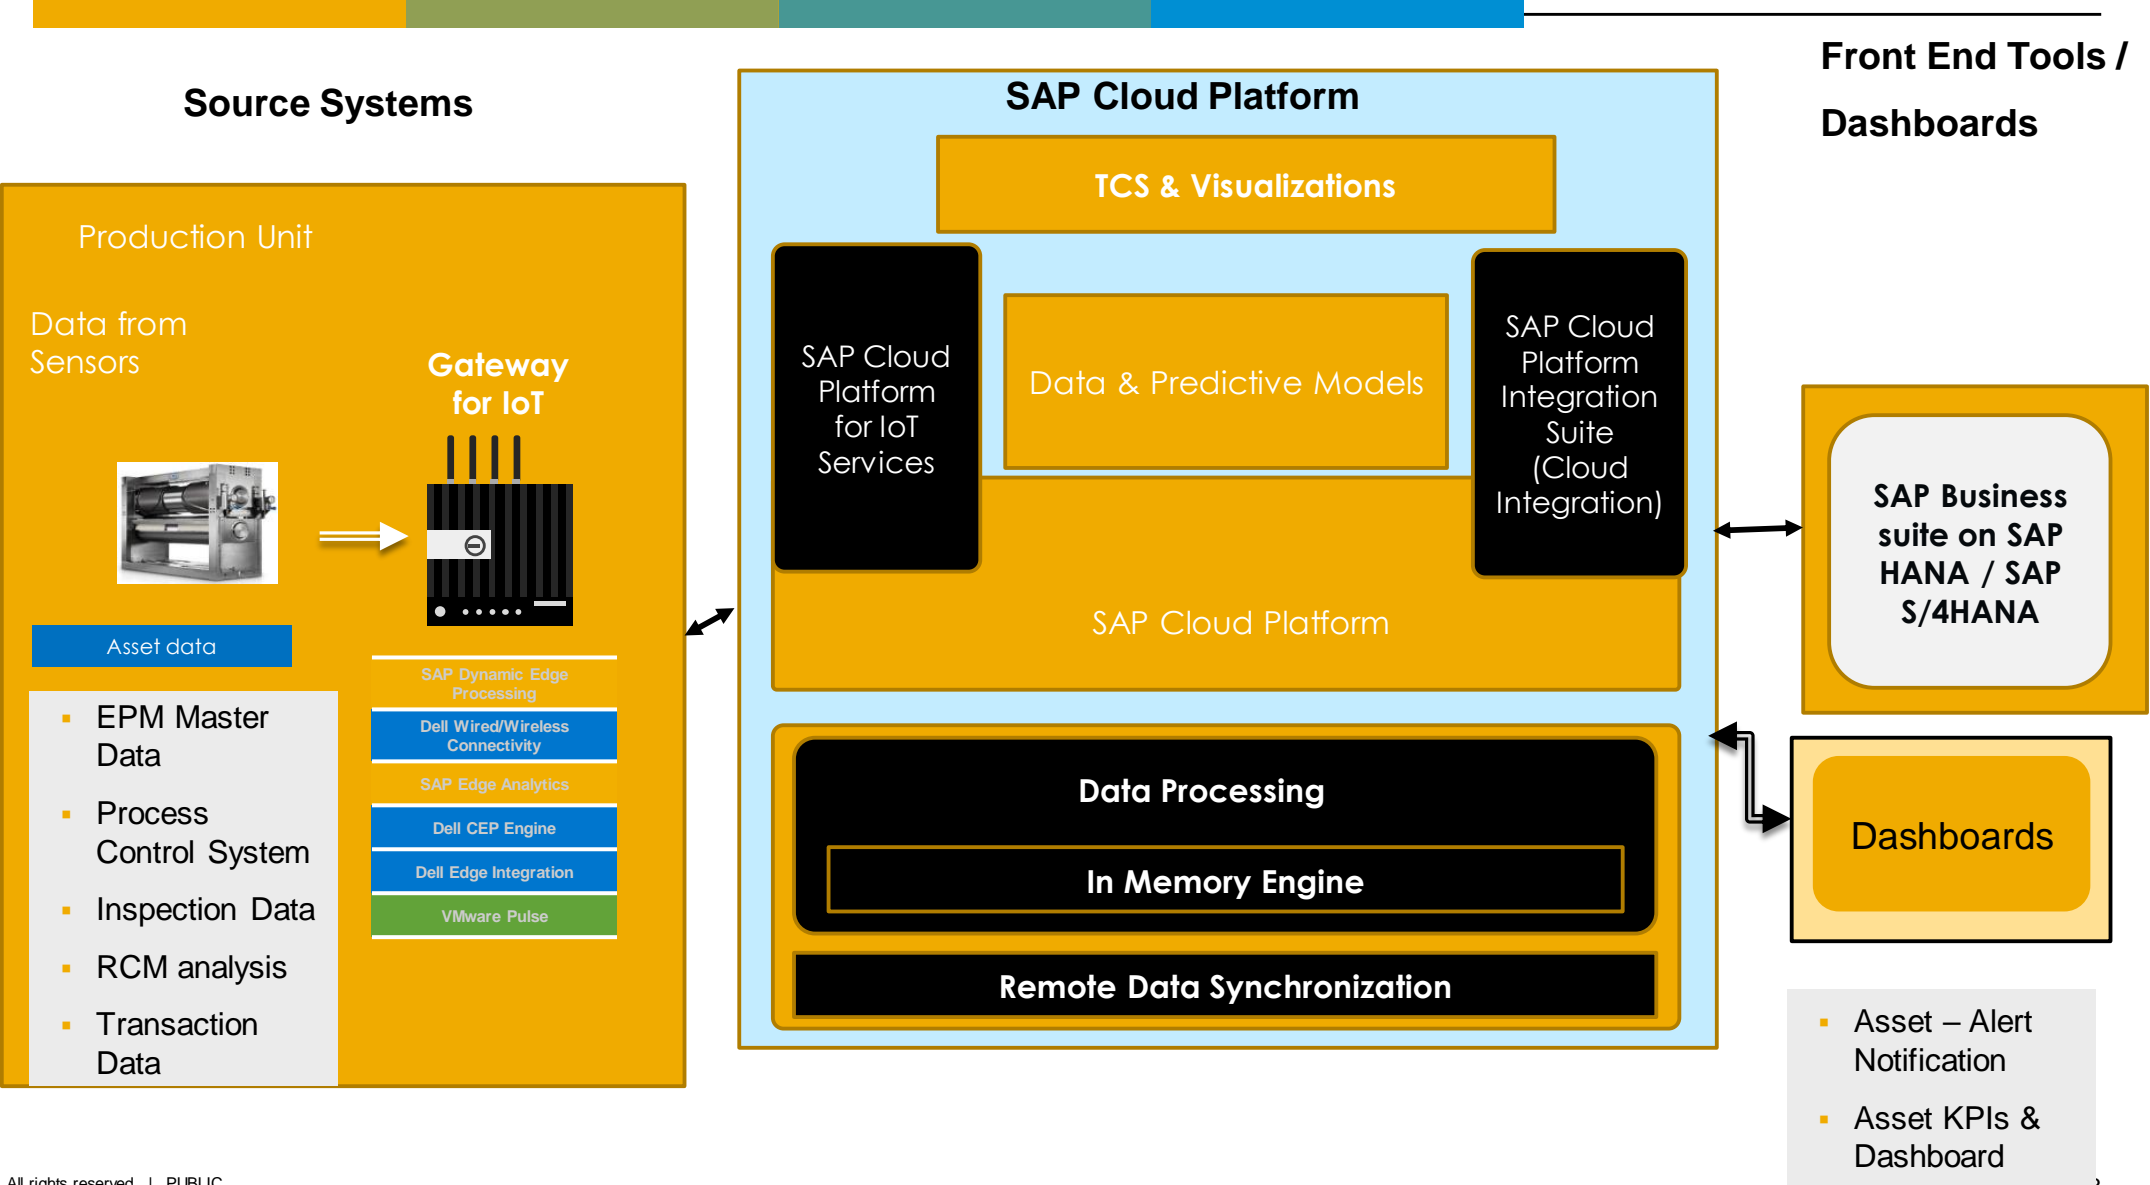 Front End Tools /
Dashboards
Source Systems
SAP Cloud Platform
TCS & Visualizations
Production Unit
Data from
Sensors
Gateway
for IoT
SAP Cloud
Platform
for IoT
Services
Data & Predictive Models
SAP Cloud
Platform
Integration
Suite
(Cloud
Integration)
SAP Cloud Platform
SAP Business
suite on SAP
HANA / SAP
S/4HANA
Asset data
EPM Master
Data
Process
Control System
Inspection Data
RCM analysis
Transaction
Data
SAP Dynamic Edge
Processing
Dell Wired/Wireless
Connectivity
SAP Edge Analytics
Dell CEP Engine
Dell Edge Integration
VMware Pulse
Data Processing
In Memory Engine
Remote Data Synchronization
Dashboards
Asset – Alert
Notification
Asset KPIs &
Dashboard
All rights reserved | PUBLIC